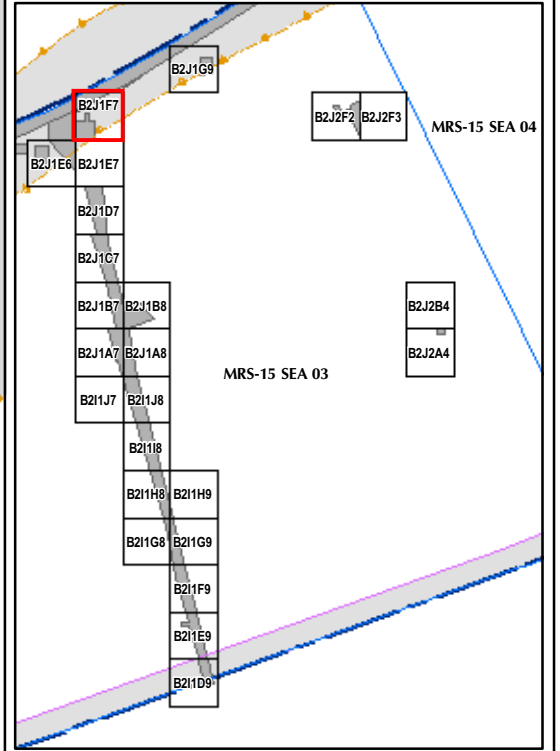 B2J1G9
B2J1F7
B2J2F2
B2J2F3
MRS-15 SEA 04
B2J1E6
B2J1E7
B2J1D7
B2J1C7
B2J1B7
B2J1B8
B2J2B4
B2J1A7
B2J1A8
B2J2A4
MRS-15 SEA 03
B2I1J7
B2I1J8
B2I1I8
B2I1H8
B2I1H9
B2I1G8
B2I1G9
B2I1F9
B2I1E9
B2I1D9